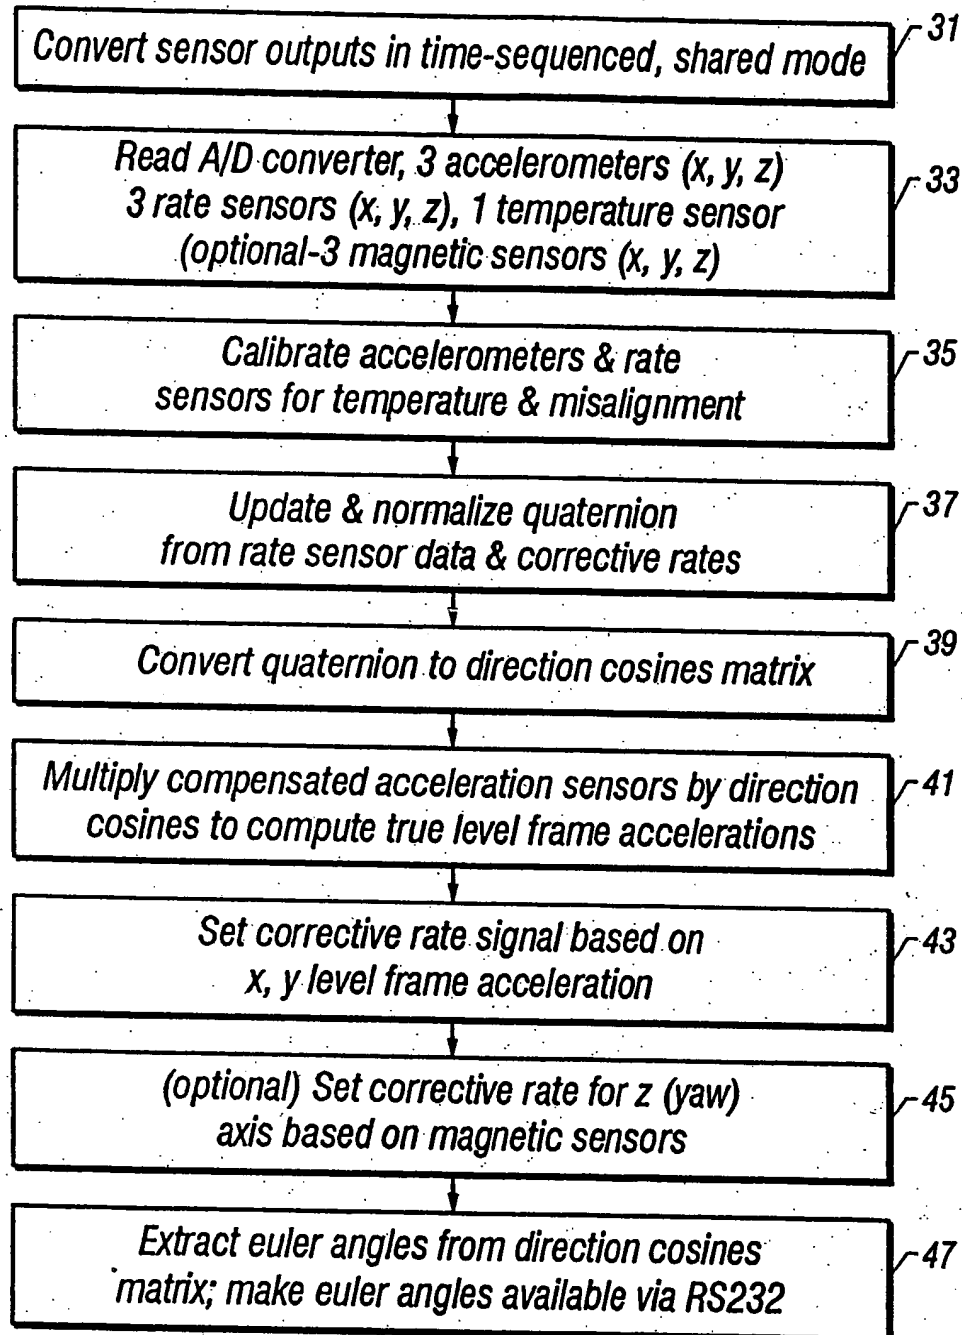 Convert sensor outputs in time-sequenced, shared mode
31
Read A/D converter, 3 accelerometers (x, y, z)
3 rate sensors (x, y, z), 1 temperature sensor
(optional-3 magnetic sensors (x, y, z)
33
Calibrate accelerometers & rate
sensors for temperature & misalignment
35
Update & normalize quaternion
from rate sensor data & corrective rates
37
Convert quaternion to direction cosines matrix
39
Multiply compensated acceleration sensors by direction
cosines to compute true level frame accelerations
41
Set corrective rate signal based on
x, y level frame acceleration
43
(optional) Set corrective rate for z (yaw)
axis based on magnetic sensors
45
Extract euler angles from direction cosines
matrix; make euler angles available via RS232
47